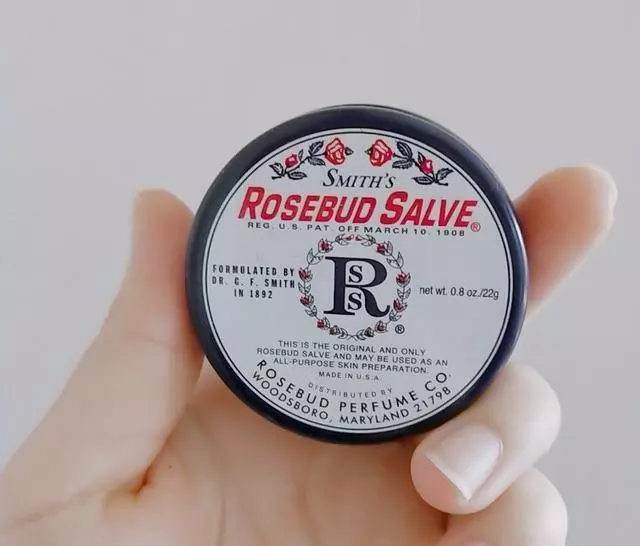 SMITH'S
ROSEBUD SALVE®
REG. U.S. PAT. OFF MARCH 10, 1908
FORMULATED BY
DR. G. F. SMITH
IN 1892
RSS
®
net wt. 0.8 oz./22g
THIS IS THE ORIGINAL AND ONLY
ROSEBUD SALVE AND MAY BE USED AS AN
ALL-PURPOSE SKIN PREPARATION.
MADE IN U.S.A.
DISTRIBUTED BY
ROSEBUD PERFUME CO.
WOODSBORO, MARYLAND 21798